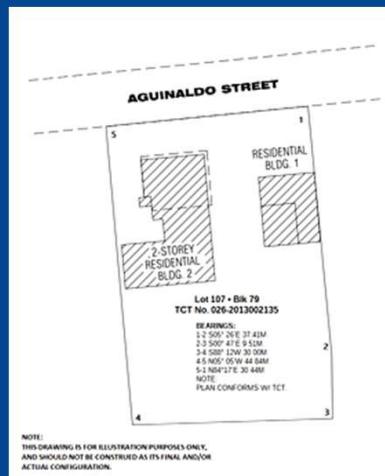 AGUINALDO STREET
5
1
RESIDENTIAL
BLDG. 1
2-STOREY
RESIDENTIAL
BLDG. 2
Lot 107 • Blk 79
TCT No. 026-2013002135
BEARINGS:
1-2 S05° 26'E 37.41M
2-3 S00° 47'E 9.51M
3-4 S88° 12'W 30.00M
4-5 N05° 05'W 44.84M
5-1 N84°17'E 30.44M
NOTE:
PLAN CONFORMS W/ TCT.
2
4
3
NOTE:
THIS DRAWING IS FOR ILLUSTRATION PURPOSES ONLY,
AND SHOULD NOT BE CONSTRUED AS ITS FINAL AND/OR
ACTUAL CONFIGURATION.